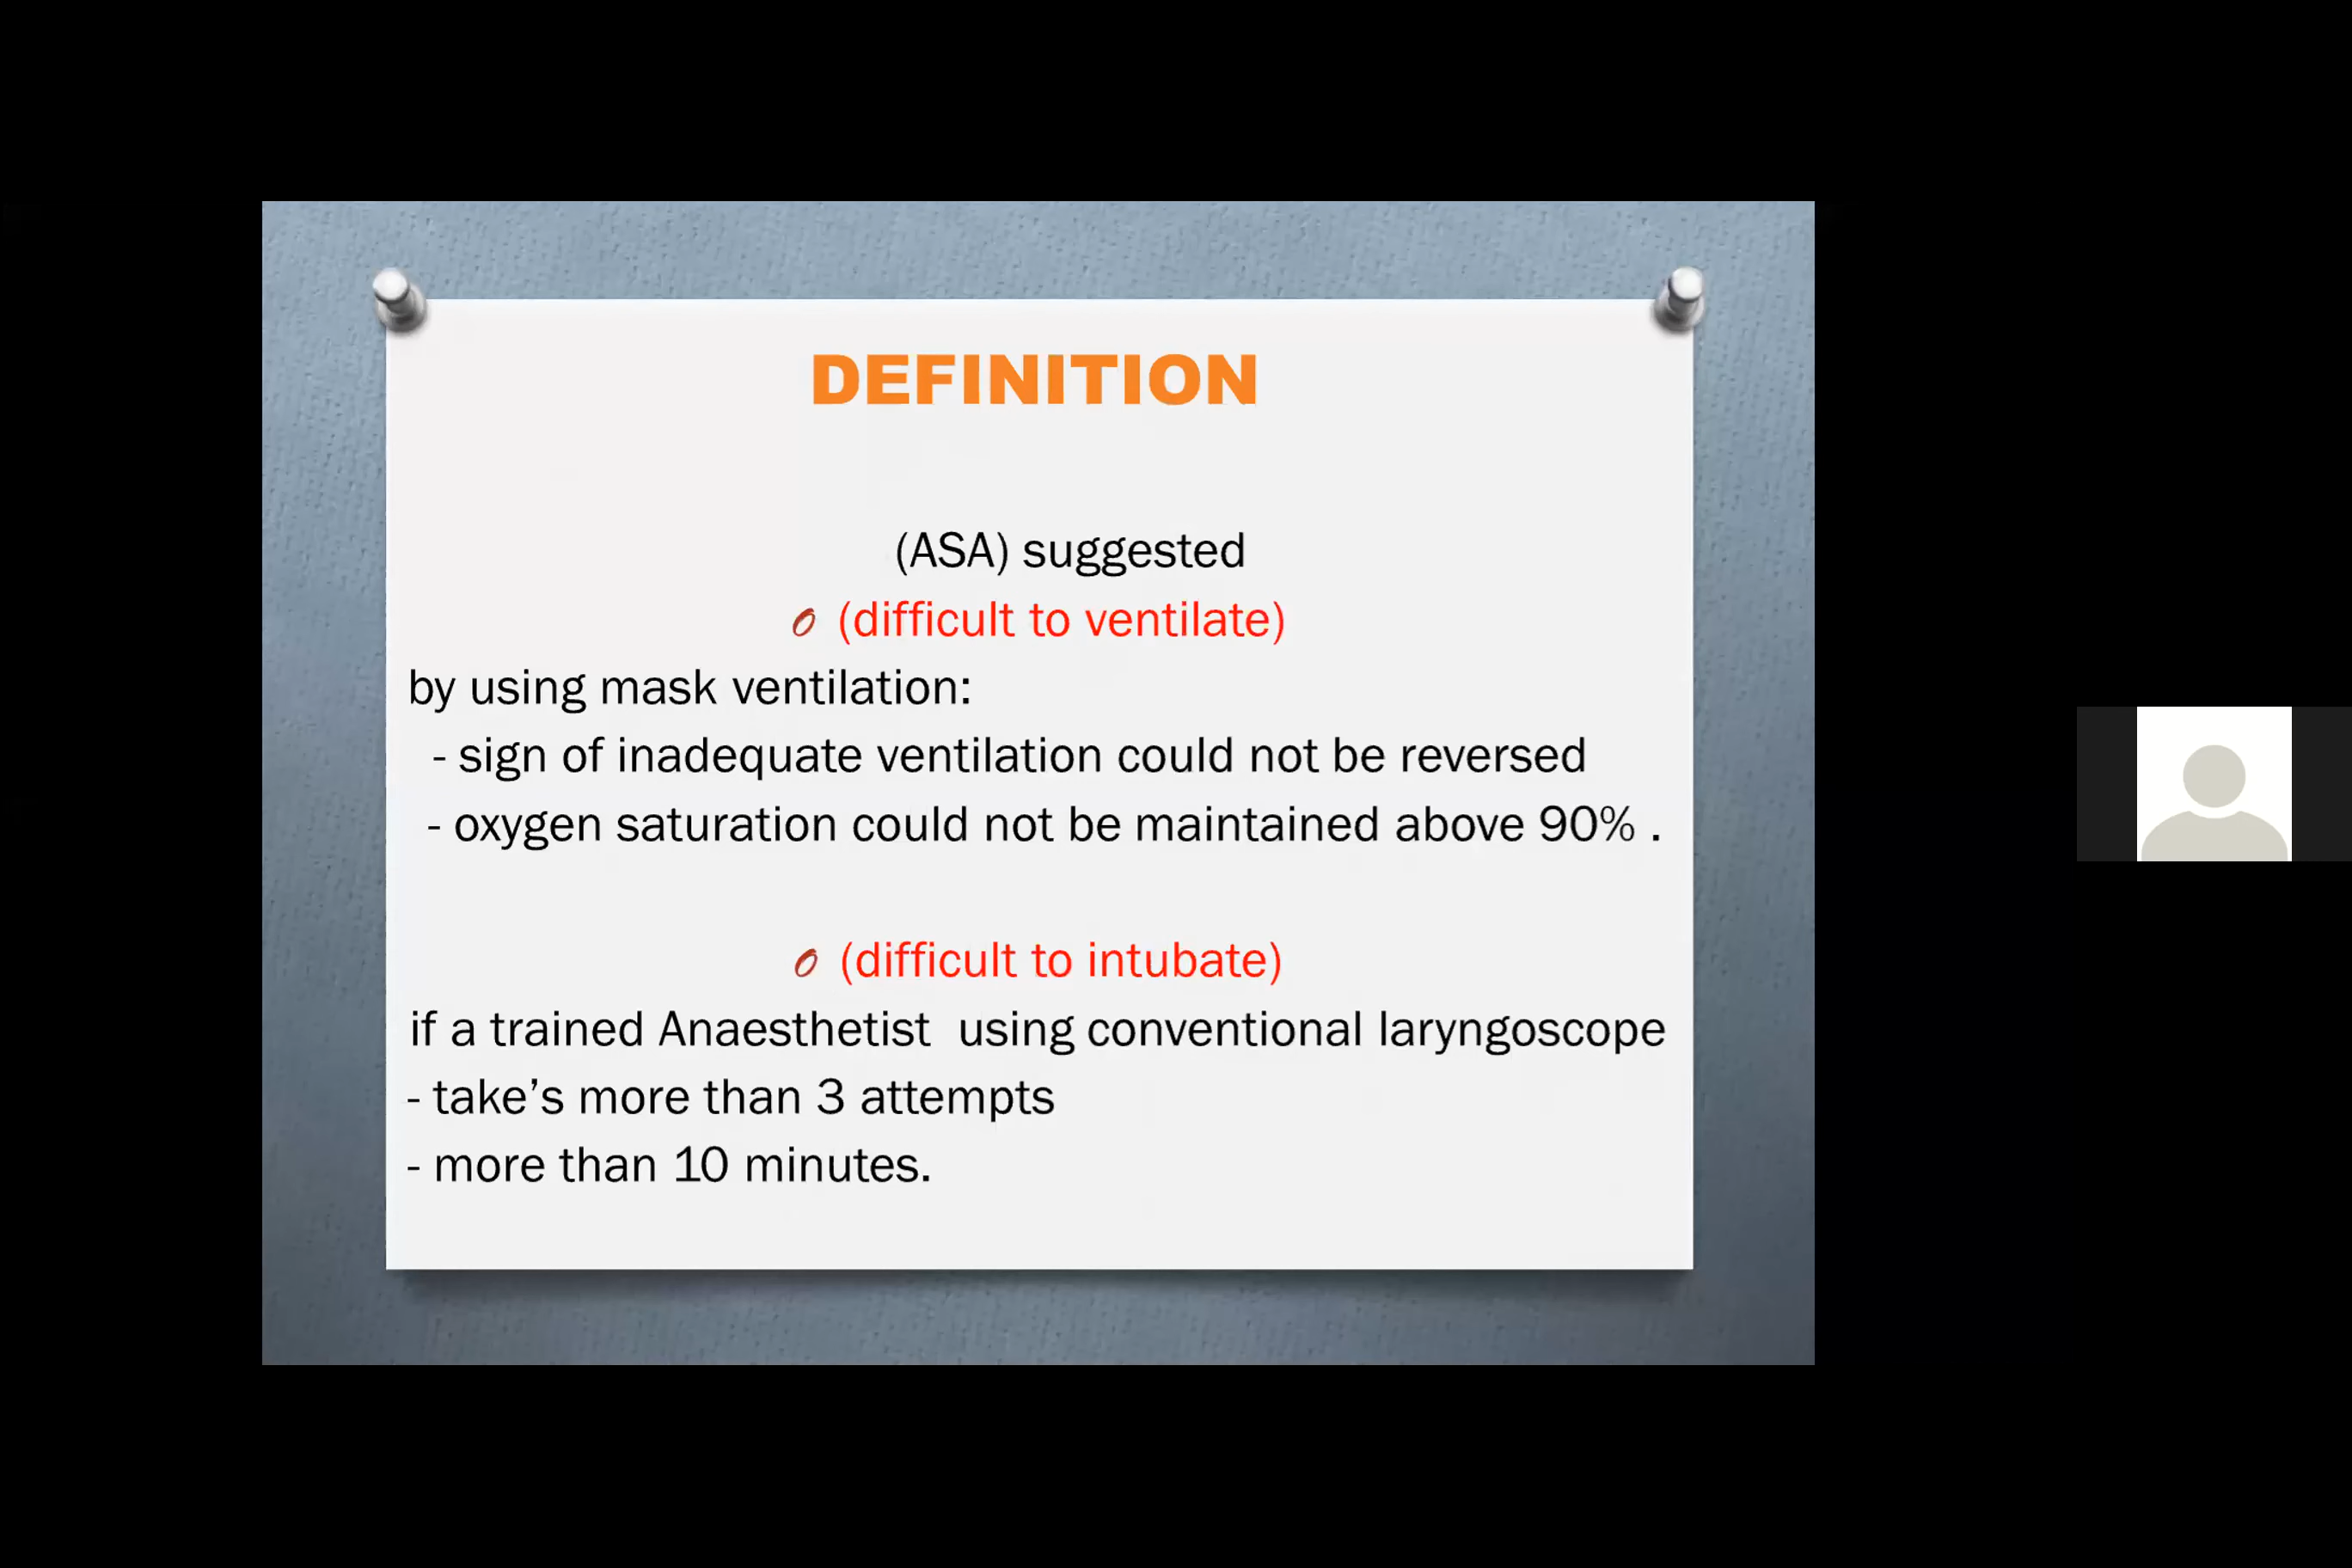 DEFINITION
(ASA) suggested
(difficult to ventilate)
by using mask ventilation:
- sign of inadequate ventilation could not be reversed
- oxygen saturation could not be maintained above 90% .
(difficult to intubate)
if a trained Anaesthetist  using conventional laryngoscope
- take’s more than 3 attempts
- more than 10 minutes.